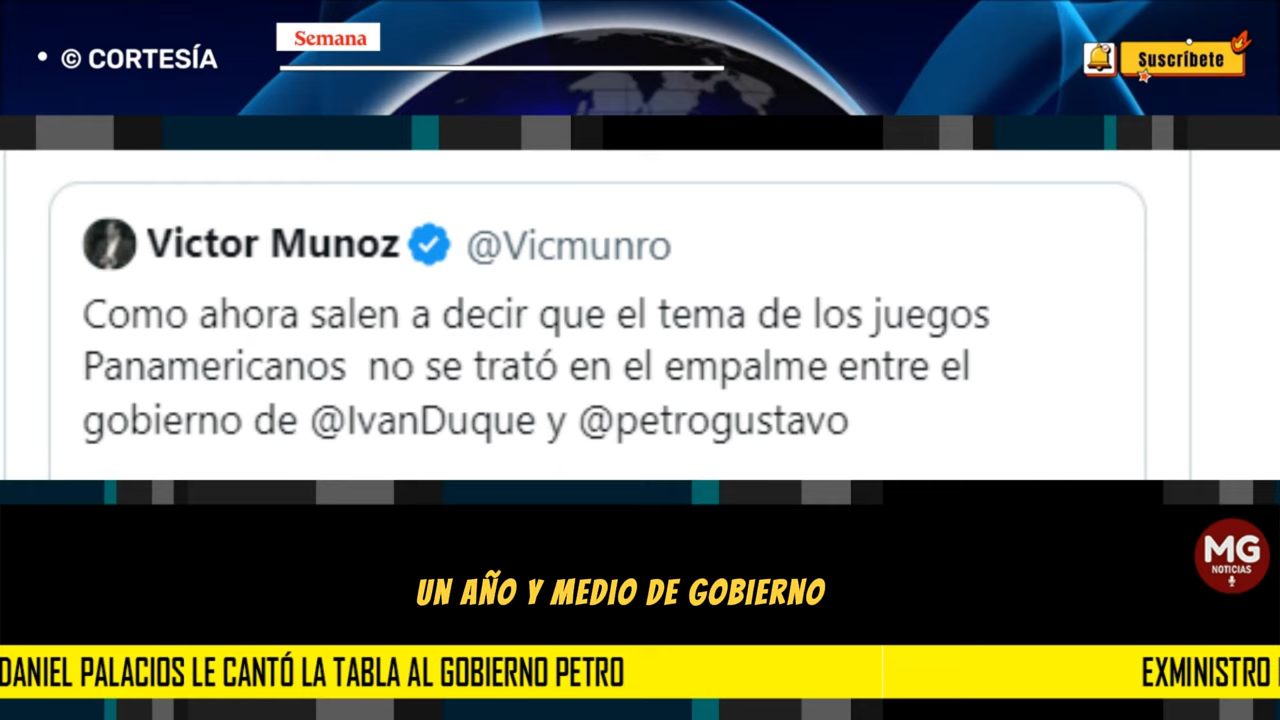 • © CORTESÍA
Semana
Suscríbete
Victor Munoz @Vicmunro
Como ahora salen a decir que el tema de los juegos
Panamericanos no se trató en el empalme entre el
gobierno de @IvanDuque y @petrogustavo
MG
NOTICIAS
UN AÑO Y MEDIO DE GOBIERNO
DANIEL PALACIOS LE CANTÓ LA TABLA AL GOBIERNO PETRO
EXMINISTRO